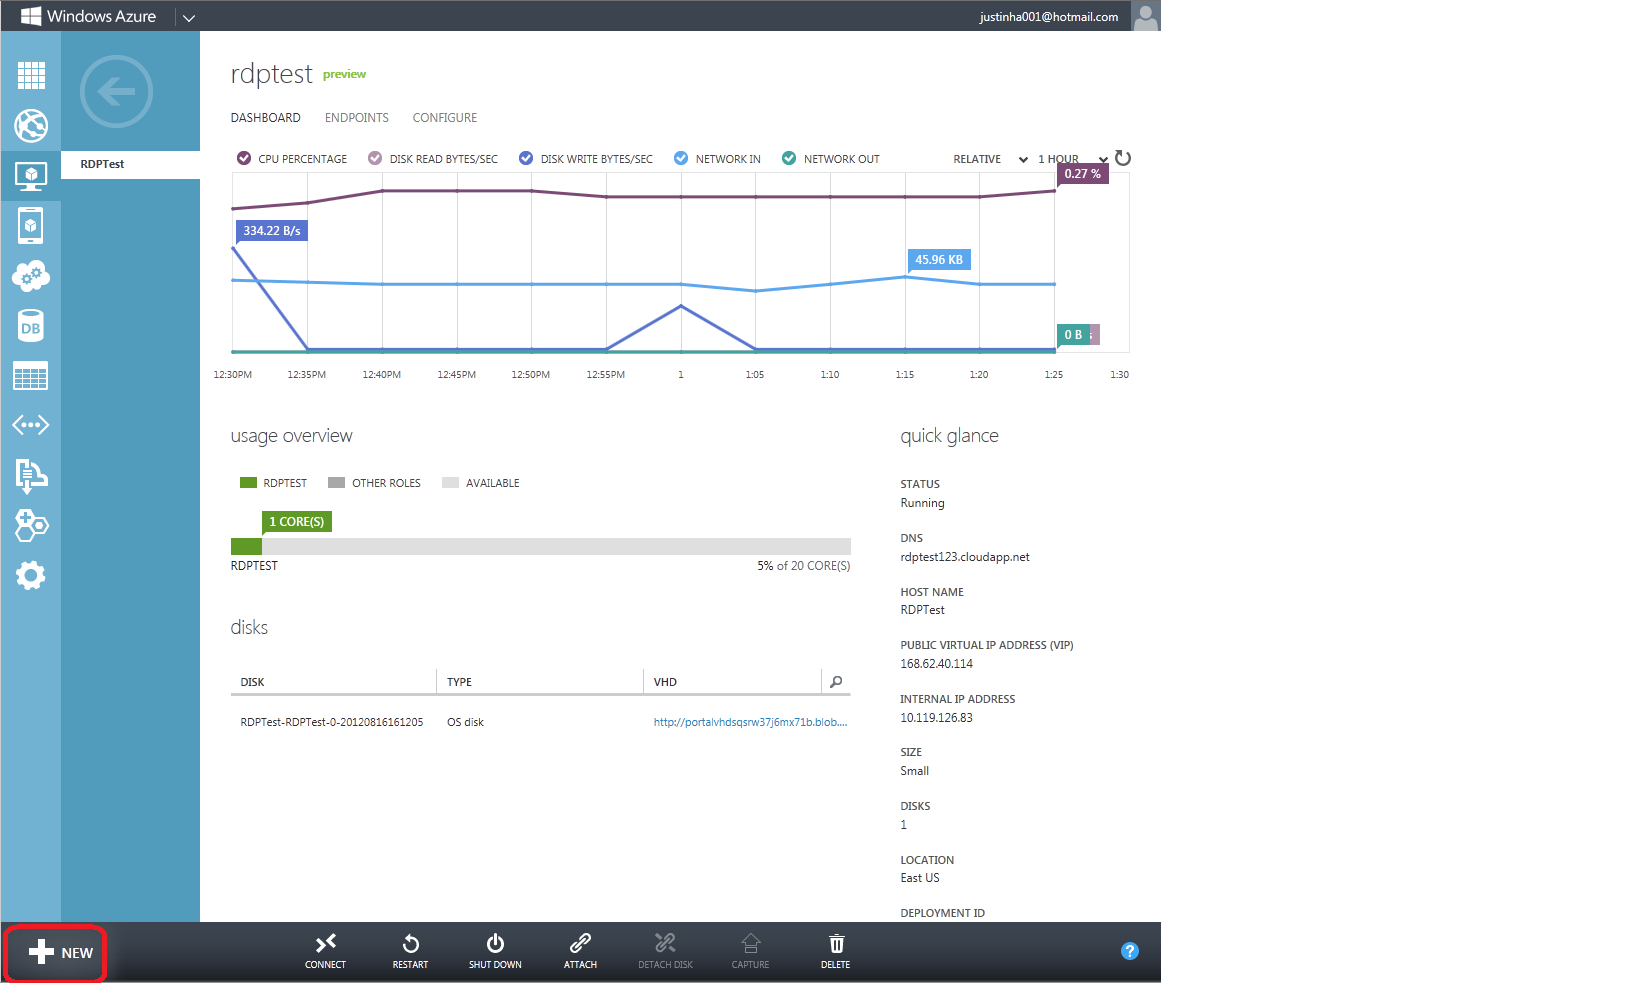 Windows Azure
justinha001@hotmail.com
RDPTest
rdptest preview
DASHBOARD ENDPOINTS CONFIGURE
CPU PERCENTAGE DISK READ BYTES/SEC DISK WRITE BYTES/SEC NETWORK IN NETWORK OUT RELATIVE 1 HOUR
0.27 %
334.22 B/s
45.96 KB
0 B
12:30PM 12:35PM 12:40PM 12:45PM 12:50PM 12:55PM 1 1:05 1:10 1:15 1:20 1:25 1:30
DB
usage overview
RDPTEST OTHER ROLES AVAILABLE
1 CORE(S)
RDPTEST 5% of 20 CORE(S)
disks
DISK TYPE VHD
RDPTest-RDPTest-0-20120816161205 OS disk http://portalvhdsqsrw37j6mx71b.blob....
quick glance
STATUS
Running
DNS
rdptest123.cloudapp.net
HOST NAME
RDPTest
PUBLIC VIRTUAL IP ADDRESS (VIP)
168.62.40.114
INTERNAL IP ADDRESS
10.119.126.83
SIZE
Small
DISKS
1
LOCATION
East US
DEPLOYMENT ID
NEW
CONNECT RESTART SHUT DOWN ATTACH DETACH DISK CAPTURE DELETE
?